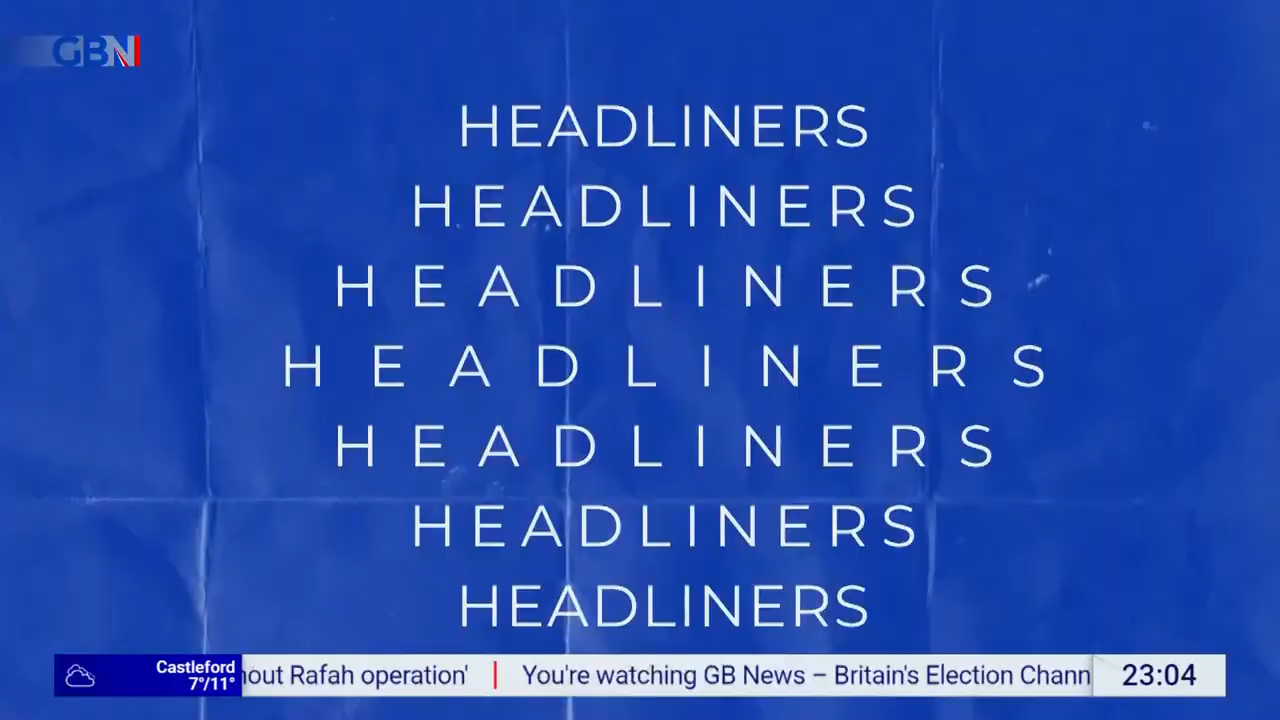 GBN
HEADLINERS
HEADLINERS
HEADLINERS
HEADLINERS
HEADLINERS
HEADLINERS
HEADLINERS
Castleford
7°/11°
hout Rafah operation' | You're watching GB News – Britain's Election Chann
23:04